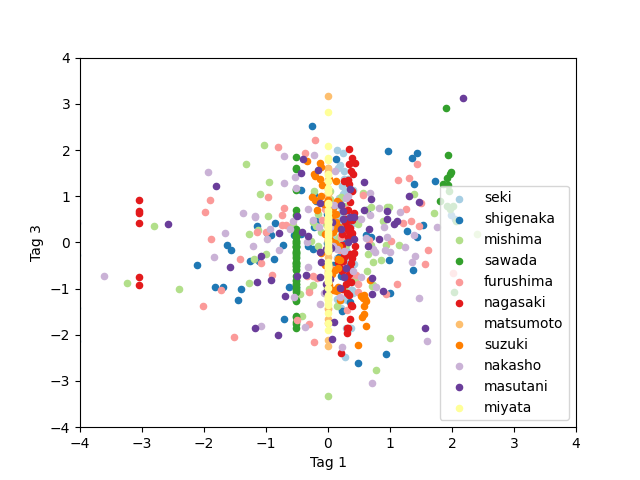 4
3
2
1
0
−1
−2
−3
−4
Tag 3
−4 −3 −2 −1 0 1 2 3 4
Tag 1
seki
shigenaka
mishima
sawada
furushima
nagasaki
matsumoto
suzuki
nakasho
masutani
miyata